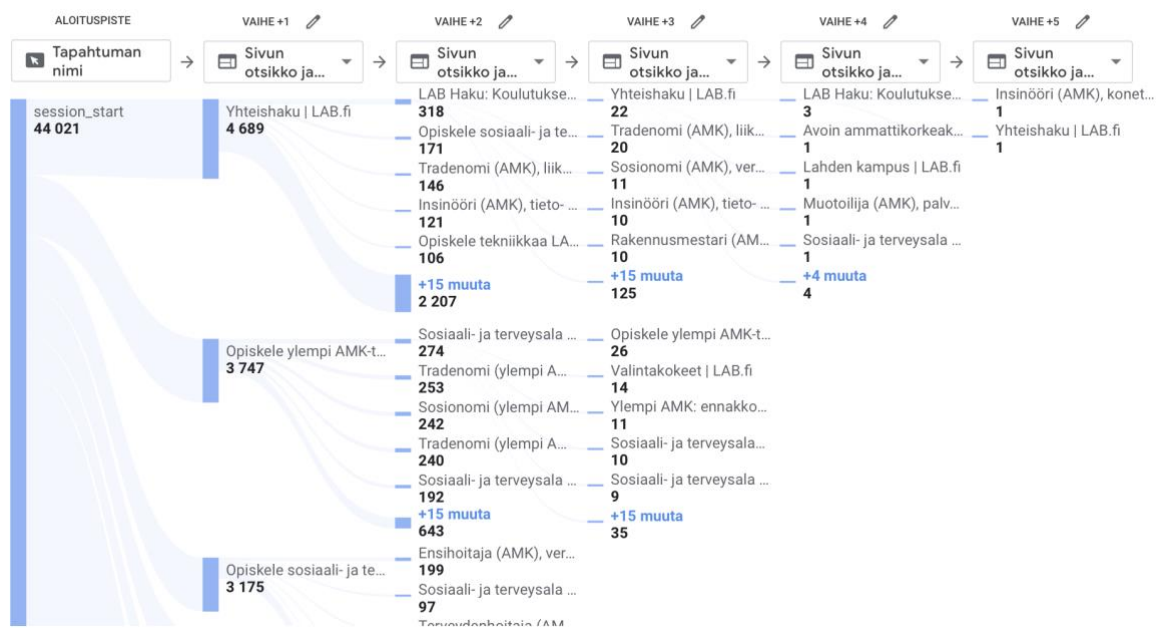 ALOITUSPISTE
VAIHE +1
VAIHE +2
VAIHE +3
VAIHE +4
VAIHE +5
Tapahtuman
nimi
Sivun
otsikko ja...
Sivun
otsikko ja...
Sivun
otsikko ja...
Sivun
otsikko ja...
Sivun
otsikko ja...
session_start
44 021
Yhteishaku | LAB.fi
4 689
Opiskele ylempi AMK-t...
3 747
Opiskele sosiaali- ja te...
3 175
LAB Haku: Koulutukse...
318
Opiskele sosiaali- ja te...
171
Tradenomi (AMK), liik...
146
Insinööri (AMK), tieto- ...
121
Opiskele tekniikkaa LA...
106
+15 muuta
2 207
Sosiaali- ja terveysala ...
274
Tradenomi (ylempi A...
253
Sosionomi (ylempi AM...
242
Tradenomi (ylempi A...
240
Sosiaali- ja terveysala ...
192
+15 muuta
643
Ensihoitaja (AMK), ver...
199
Sosiaali- ja terveysala ...
97
Terveydenhoitaja (AM...
Yhteishaku | LAB.fi
22
Tradenomi (AMK), liik...
20
Sosionomi (AMK), ver...
11
Insinööri (AMK), tieto- ...
10
Rakennusmestari (AM...
10
+15 muuta
125
Opiskele ylempi AMK-t...
26
Valintakokeet | LAB.fi
14
Ylempi AMK: ennakko...
11
Sosiaali- ja terveysala...
10
Sosiaali- ja terveysala ...
9
+15 muuta
35
LAB Haku: Koulutukse...
3
Avoin ammattikorkeak...
1
Lahden kampus | LAB.fi
1
Muotoilija (AMK), palv...
1
Sosiaali- ja terveysala ...
1
+4 muuta
4
Insinööri (AMK), konet...
1
Yhteishaku | LAB.fi
1